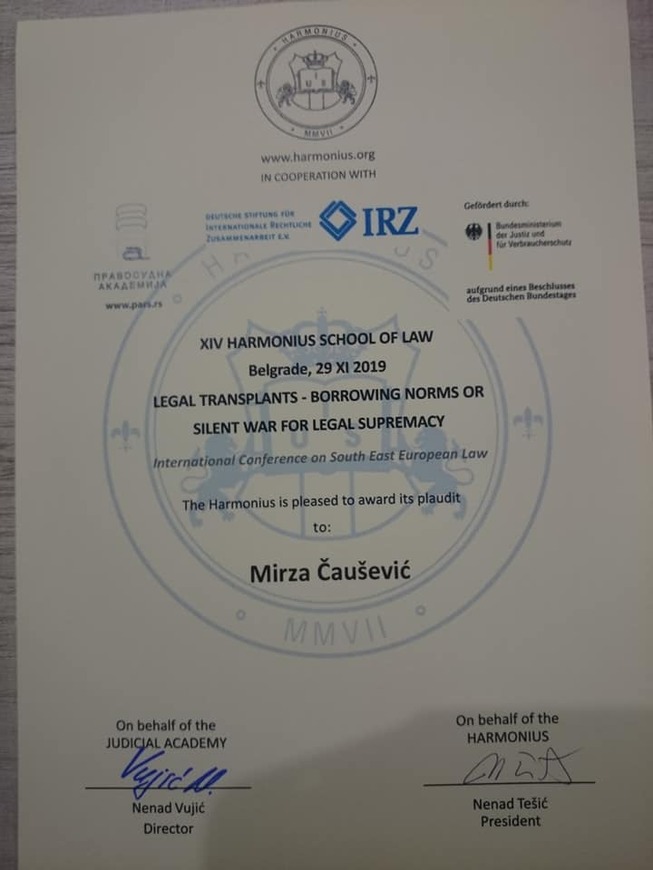 HARMONIUS
I
U S
MMVII
www.harmonius.org
IN COOPERATION WITH
ПРАВОСУДНА
АКАДЕМИЈА
www.pars.rs
DEUTSCHE STIFTUNG FÜR
INTERNATIONALE RECHTLICHE
ZUSAMMENARBEIT E.V.
IRZ
Gefördert durch:
Bundesministerium
der Justiz und
für Verbraucherschutz
aufgrund eines Beschlusses
des Deutschen Bundestages
XIV HARMONIUS SCHOOL OF LAW
Belgrade, 29 XI 2019
LEGAL TRANSPLANTS - BORROWING NORMS OR
SILENT WAR FOR LEGAL SUPREMACY
International Conference on South East European Law
The Harmonius is pleased to award its plaudit
to:
Mirza Čaušević
MMVII
On behalf of the
JUDICIAL ACADEMY
Vujić N.
Nenad Vujić
Director
On behalf of the
HARMONIUS
Nenad Tešić
President